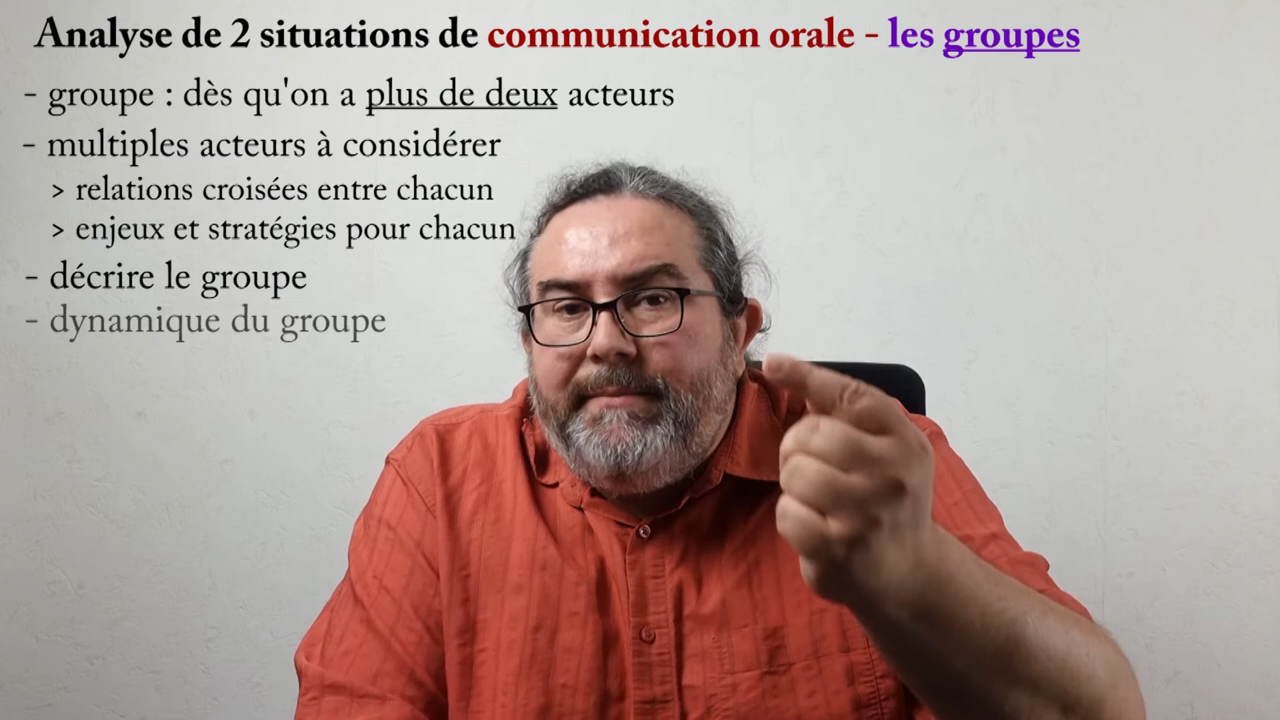 Analyse de 2 situations de communication orale - les groupes
- groupe : dès qu'on a plus de deux acteurs
- multiples acteurs à considérer
> relations croisées entre chacun
> enjeux et stratégies pour chacun
- décrire le groupe
- dynamique du groupe